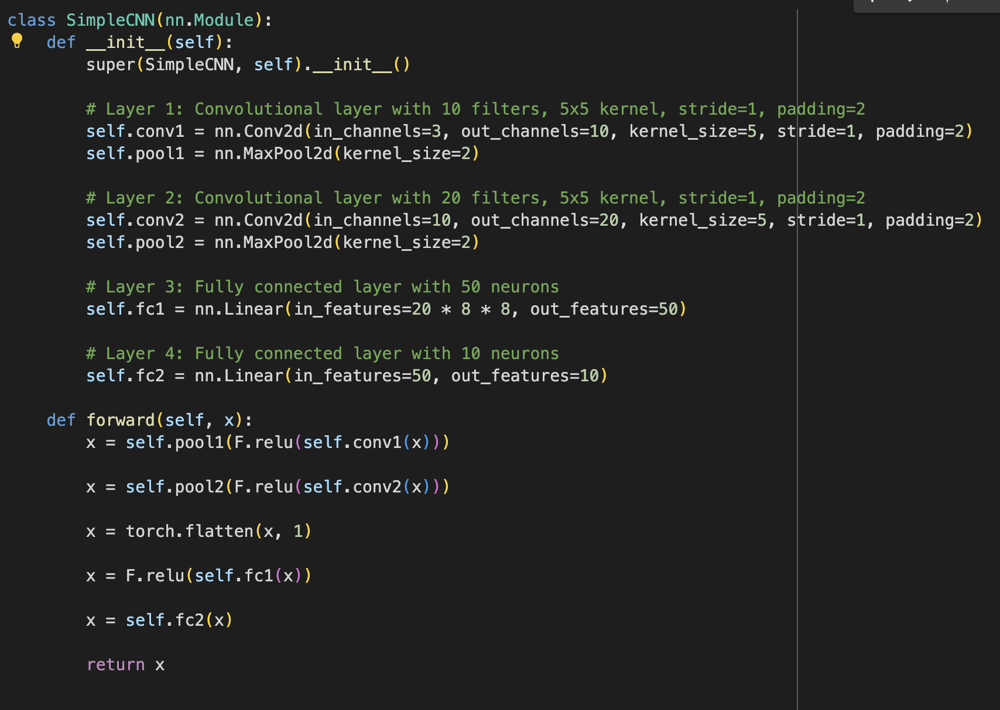 class SimpleCNN(nn.Module):
    def __init__(self):
        super(SimpleCNN, self).__init__()

        # Layer 1: Convolutional layer with 10 filters, 5x5 kernel, stride=1, padding=2
        self.conv1 = nn.Conv2d(in_channels=3, out_channels=10, kernel_size=5, stride=1, padding=2)
        self.pool1 = nn.MaxPool2d(kernel_size=2)

        # Layer 2: Convolutional layer with 20 filters, 5x5 kernel, stride=1, padding=2
        self.conv2 = nn.Conv2d(in_channels=10, out_channels=20, kernel_size=5, stride=1, padding=2)
        self.pool2 = nn.MaxPool2d(kernel_size=2)

        # Layer 3: Fully connected layer with 50 neurons
        self.fc1 = nn.Linear(in_features=20 * 8 * 8, out_features=50)

        # Layer 4: Fully connected layer with 10 neurons
        self.fc2 = nn.Linear(in_features=50, out_features=10)

    def forward(self, x):
        x = self.pool1(F.relu(self.conv1(x)))

        x = self.pool2(F.relu(self.conv2(x)))

        x = torch.flatten(x, 1)

        x = F.relu(self.fc1(x))

        x = self.fc2(x)

        return x